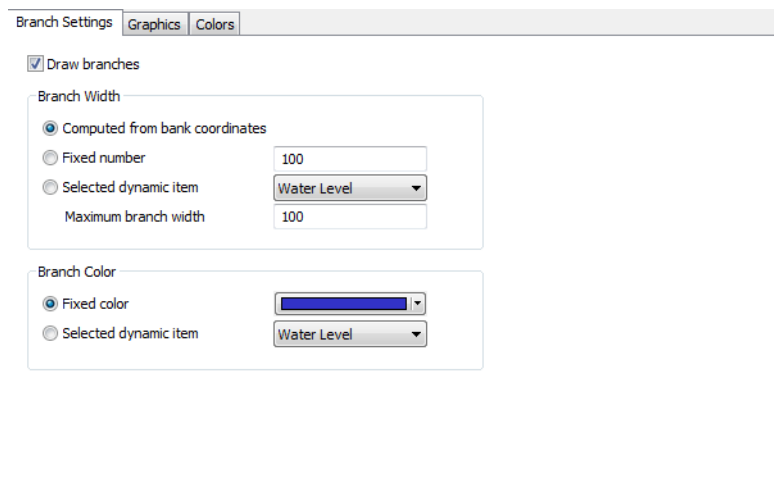 Branch Settings Graphics Colors
Draw branches
Branch Width
Computed from bank coordinates
Fixed number 100
Selected dynamic item Water Level
Maximum branch width 100
Branch Color
Fixed color
Selected dynamic item Water Level